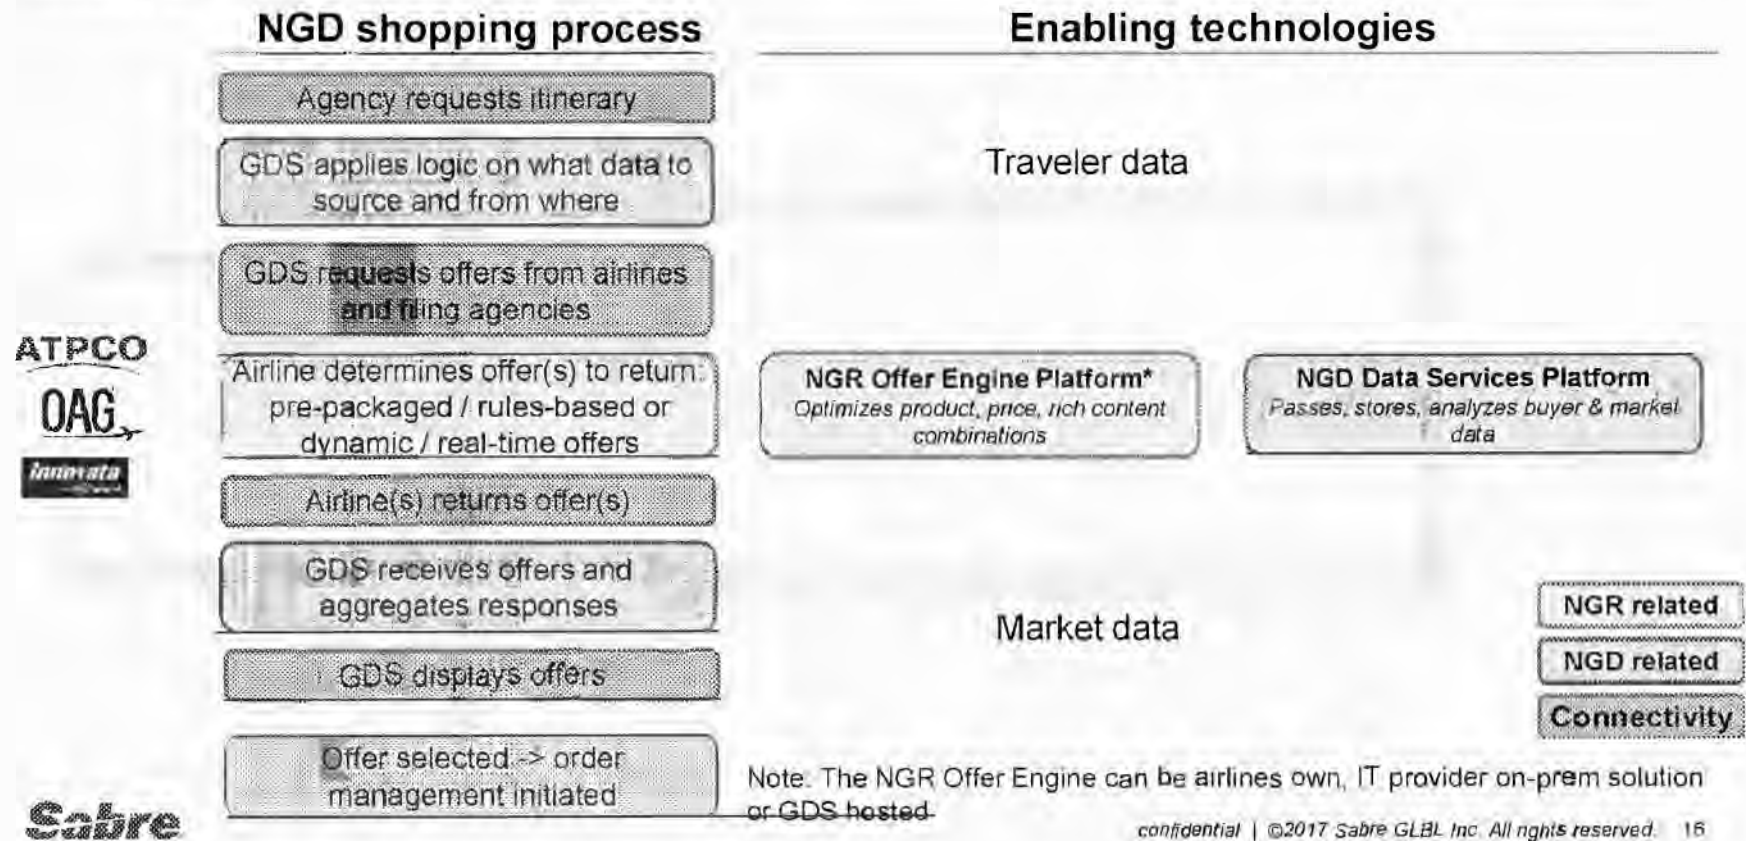 NGD shopping process
Enabling technologies
Agency requests itinerary
GDS applies logic on what data to
source and from where
Traveler data
GDS requests offers from airlines
and filing agencies
ATPCO
OAG
innovata
Airline determines offer(s) to return:
pre-packaged / rules-based or
dynamic / real-time offers
NGR Offer Engine Platform*
Optimizes product, price, rich content
combinations
NGD Data Services Platform
Passes, stores, analyzes buyer & market
data
Airline(s) returns offer(s)
GDS receives offers and
aggregates responses
Market data
GDS displays offers
NGR related
NGD related
Connectivity
Offer selected -> order
management initiated
Note: The NGR Offer Engine can be airlines own, IT provider on-prem solution
or GDS hosted
Sabre
confidential | ©2017 Sabre GLBL Inc. All rights reserved. 16